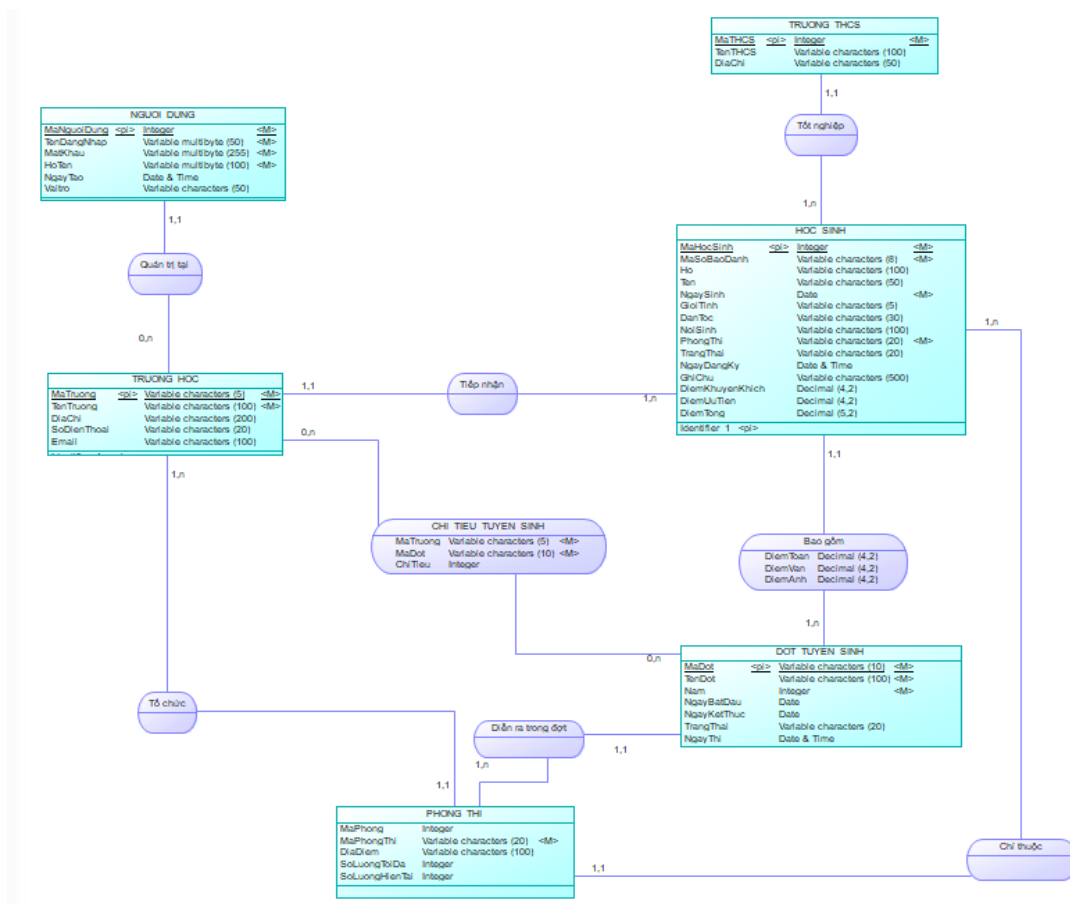 TRUONG THCS
MaTHCS <pi> Integer <M>
TenTHCS Variable characters (100)
DiaChi Variable characters (50)
1,1
Tốt nghiệp
1,n
NGUOI DUNG
MaNguoiDung <pi> Integer <M>
TenDangNhap Variable multibyte (50) <M>
MatKhau Variable multibyte (255) <M>
HoTen Variable multibyte (100) <M>
NgayTao Date & Time
Vaitro Variable characters (50)
1,1
Quản trị tại
0,n
HOC SINH
MaHocSinh <pi> Integer <M>
MaSoBaoDanh Variable characters (8) <M>
Ho Variable characters (100)
Ten Variable characters (50)
NgaySinh Date <M>
GioiTinh Variable characters (5)
DanToc Variable characters (30)
NoiSinh Variable characters (100)
PhongThi Variable characters (20) <M>
TrangThai Variable characters (20)
NgayDangKy Date & Time
GhiChu Variable characters (500)
DiemKhuyenKhich Decimal (4,2)
DiemUuTien Decimal (4,2)
DiemTong Decimal (5,2)
Identifier 1 <pi>
1,n
TRUONG HOC
MaTruong <pi> Variable characters (5) <M>
TenTruong Variable characters (100) <M>
DiaChi Variable characters (200)
SoDienThoai Variable characters (20)
Email Variable characters (100)
1,1
Tiếp nhận
1,n
0,n
1,n
1,1
CHI TIEU TUYEN SINH
MaTruong Variable characters (5) <M>
MaDot Variable characters (10) <M>
ChiTieu Integer
0,n
Bao gồm
DiemToan Decimal (4,2)
DiemVan Decimal (4,2)
DiemAnh Decimal (4,2)
1,n
DOT TUYEN SINH
MaDot <pi> Variable characters (10) <M>
TenDot Variable characters (100) <M>
Nam Integer <M>
NgayBatDau Date
NgayKetThuc Date
TrangThai Variable characters (20)
NgayThi Date & Time
Tổ chức
Diễn ra trong đợt
1,1
1,n
1,1
PHONG THI
MaPhong Integer
MaPhongThi Variable characters (20) <M>
DiaDiem Variable characters (100)
SoLuongToiDa Integer
SoLuongHienTai Integer
1,1
Chỉ thuộc